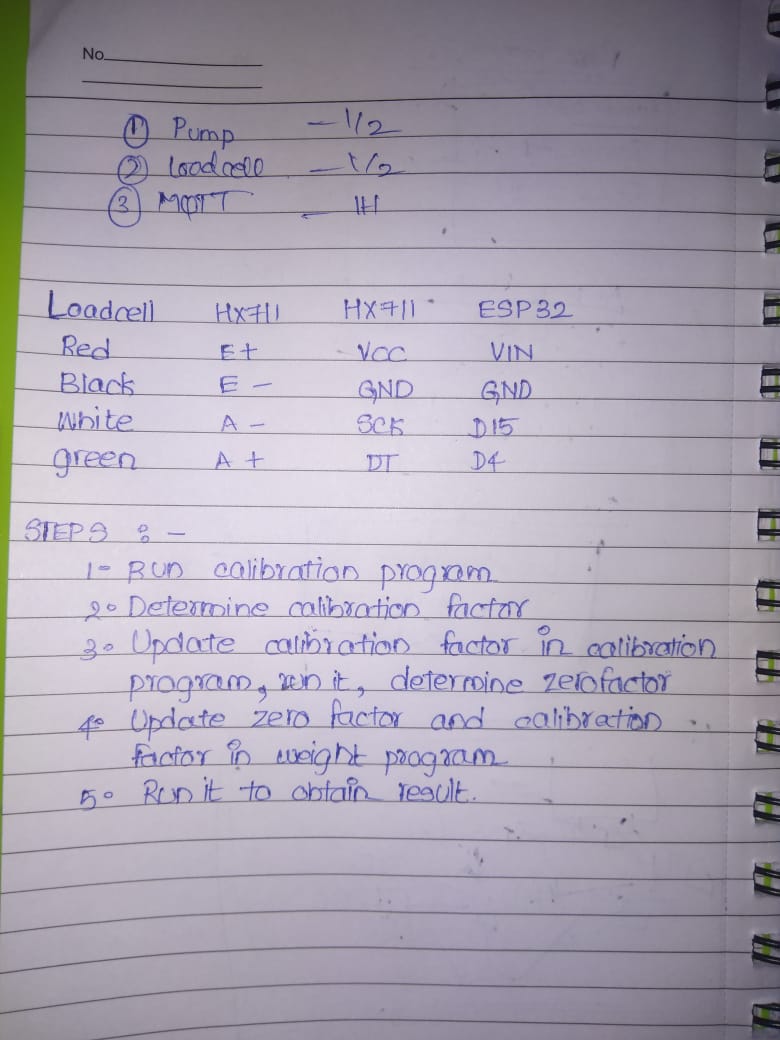 No.
① Pump - 1/2
② Loadcell - 1/2
③ MQTT - 1H
Loadcell HX711 HX711 ESP32
Red E+ VCC VIN
Black E - GND GND
White A - SCK D15
green A + DT D4
STEPS : -
1. Run calibration program
2. Determine calibration factor
3. Update calibration factor in calibration
program, run it, determine zerofactor
4. Update zero factor and calibration
factor in weight program
5. Run it to obtain result.